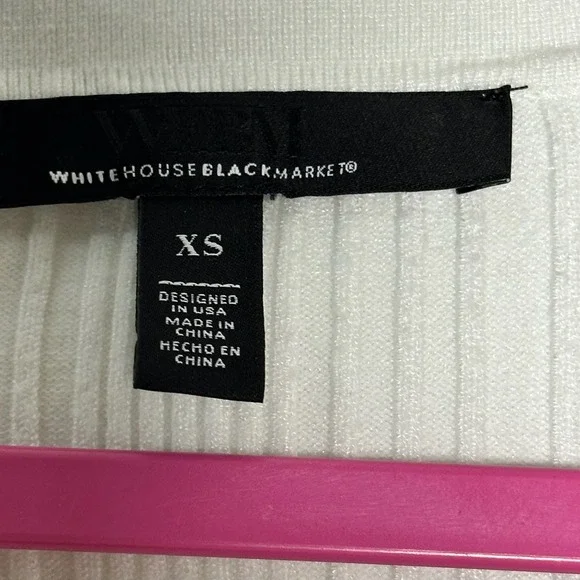 WHITEHOUSEBLACKMARKET®
XS
DESIGNED
IN USA
MADE IN
CHINA
HECHO EN
CHINA